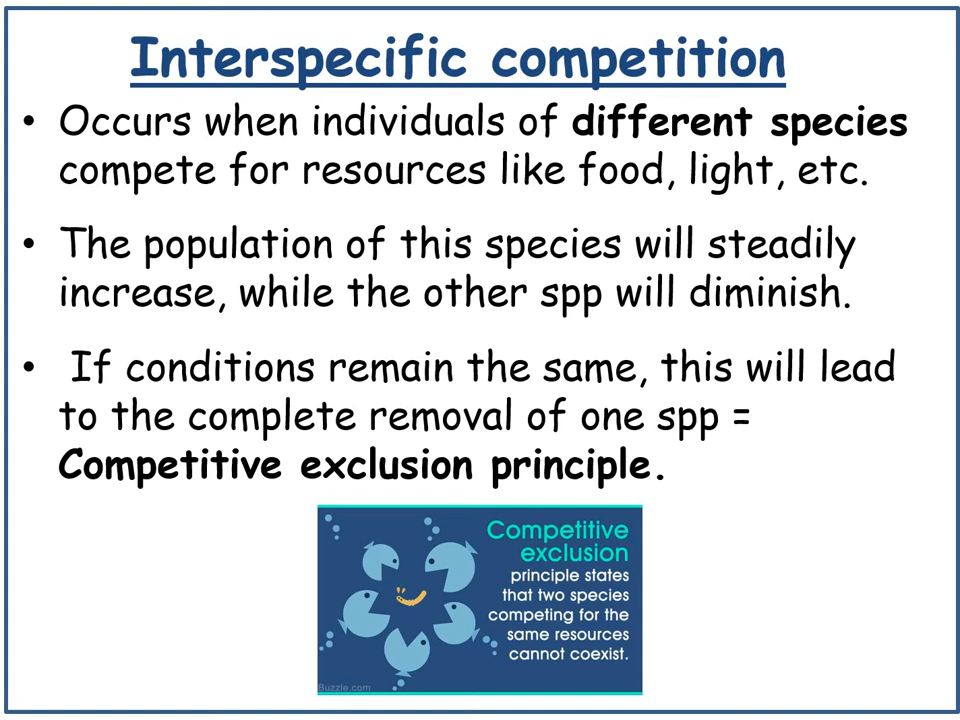 Interspecific competition
• Occurs when individuals of different species
compete for resources like food, light, etc.
• The population of this species will steadily
increase, while the other spp will diminish.
• If conditions remain the same, this will lead
to the complete removal of one spp =
Competitive exclusion principle.
Competitive
exclusion
principle states
that two species
competing for the
same resources
cannot coexist.
Buzzle.com